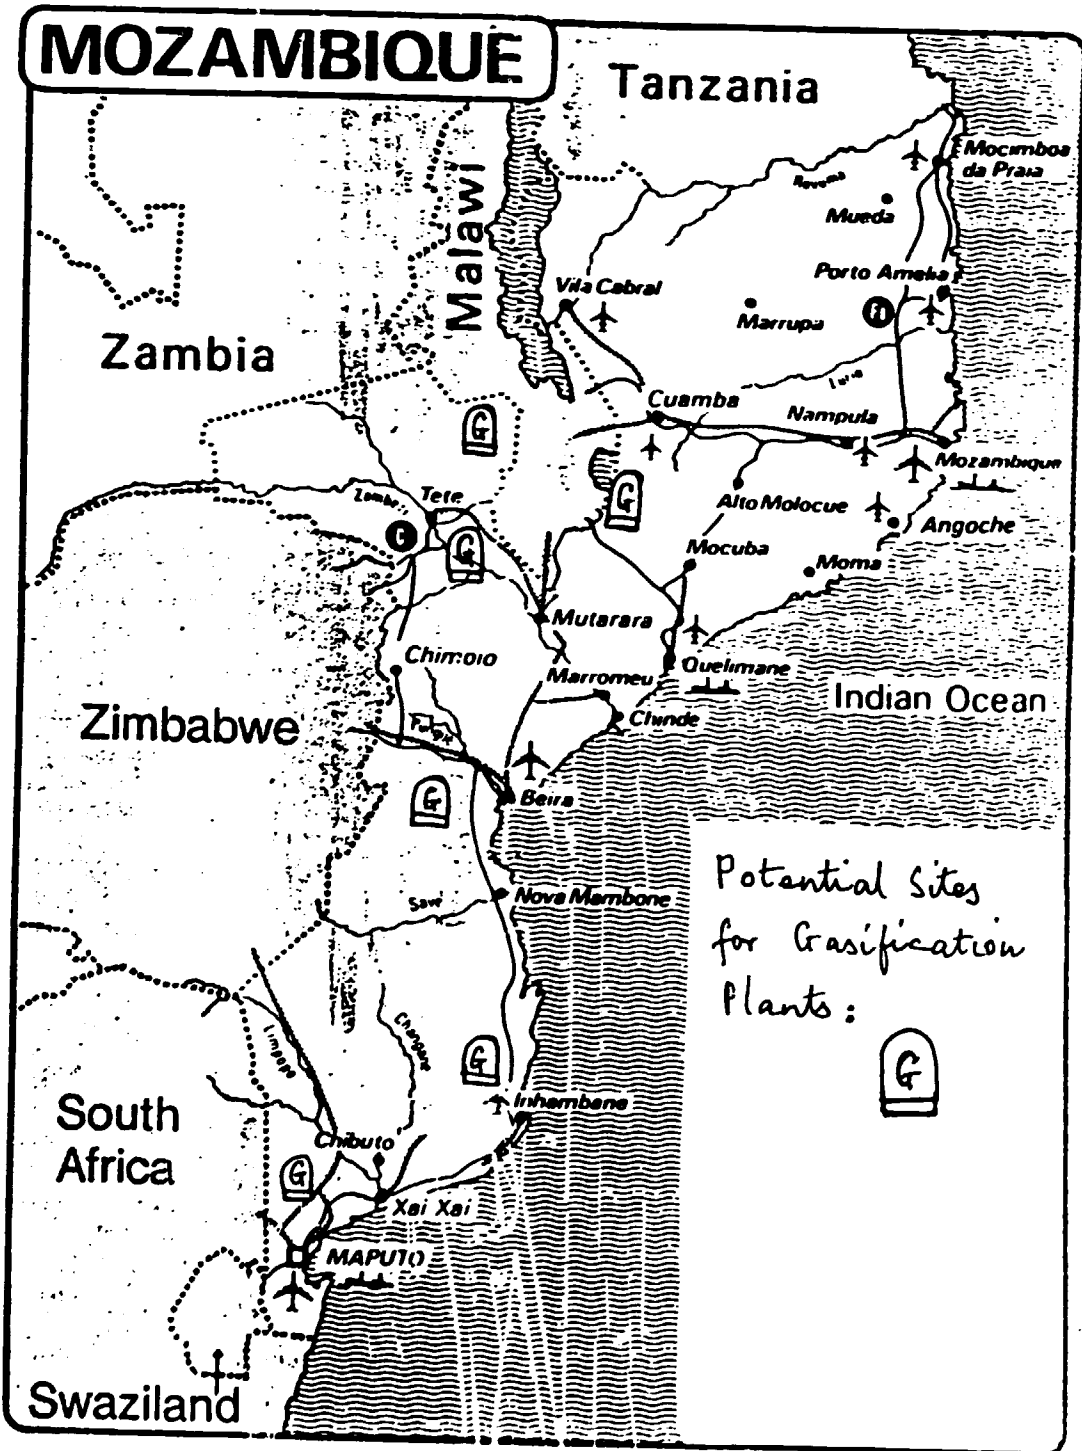 MOZAMBIQUE
Tanzania
Mocimboa
da Praia
Rovuma
Mueda
Malawi
Porto Amelia
Vila Cabral
Marrupa
Zambia
Lurio
Cuamba
Nampula
G
Mozambique
G
Tete
Alto Molocue
Angoche
G
Mocuba
Moma
Mutarara
Chimoio
Quelimane
Marromeu
Indian Ocean
Zimbabwe
Chinde
G
Beira
Save
Nova Mambone
Potential Sites
for Gasification
Plants:
G
Limpopo
Changane
G
Inhambane
South
Africa
Chibuto
G
Xai Xai
MAPUTO
Swaziland